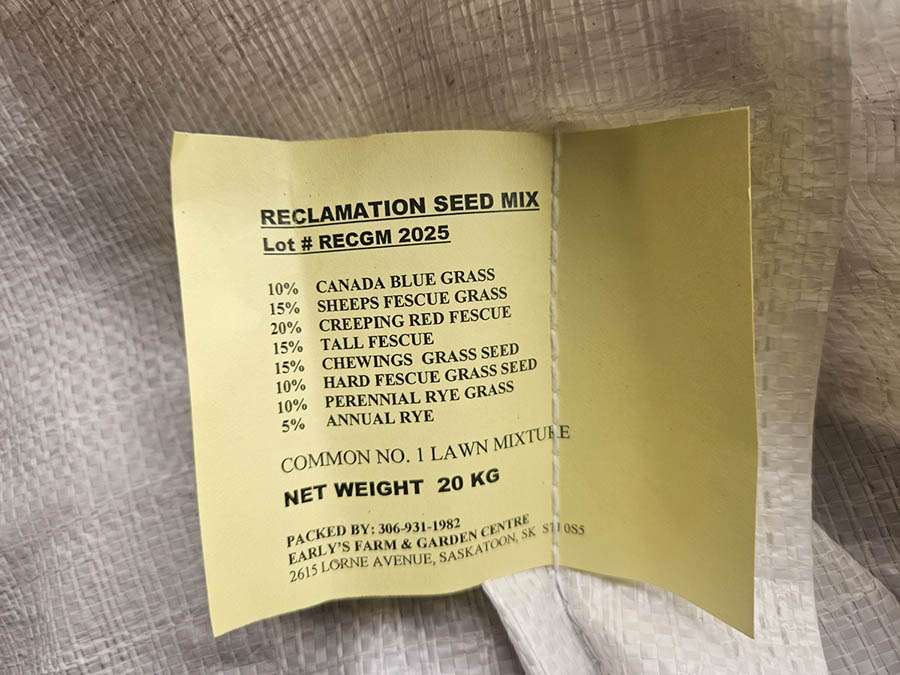 RECLAMATION SEED MIX
Lot # RECGM 2025
10% CANADA BLUE GRASS
15% SHEEPS FESCUE GRASS
20% CREEPING RED FESCUE
15% TALL FESCUE
15% CHEWINGS GRASS SEED
10% HARD FESCUE GRASS SEED
10% PERENNIAL RYE GRASS
5% ANNUAL RYE
COMMON NO. 1 LAWN MIXTURE
NET WEIGHT 20 KG
PACKED BY: 306-931-1982
EARLY'S FARM & GARDEN CENTRE
2615 LORNE AVENUE, SASKATOON, SK 0S5